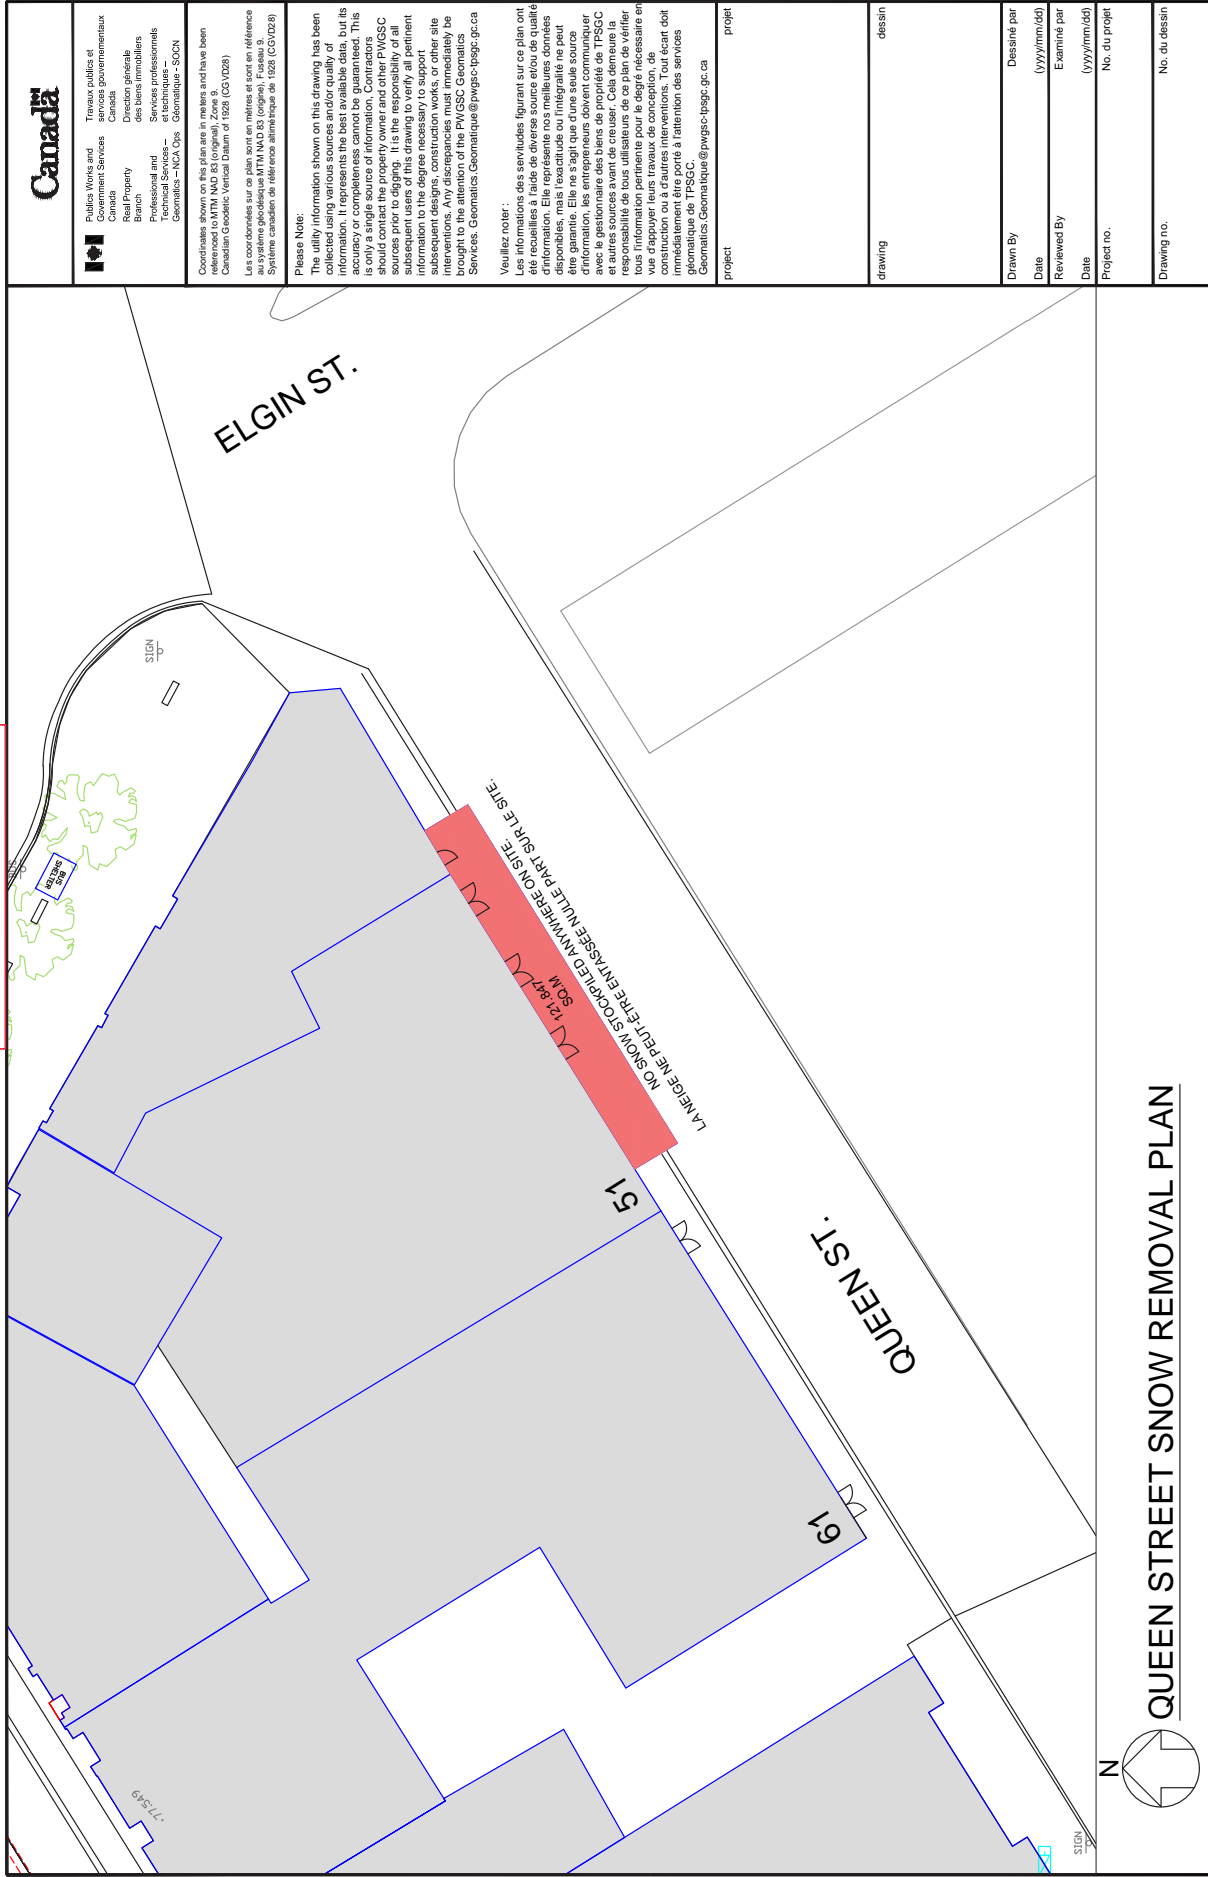 Canada
Publics Works and
Government Services
Canada
Real Property
Branch
Professional and
Technical Services –
Geomatics – NCA Ops
Travaux publics et
services gouvernementaux
Canada
Direction générale
des biens immobiliers
Services professionnels
et techniques –
Géomatique - SOCN
Coordinates shown on this plan are in meters and have been
referenced to MTM NAD 83 (original), Zone 9.
Canadian Geodetic Vertical Datum of 1928 (CGVD28)
Les coordonnées sur ce plan sont en mètres et sont en référence
au système géodésique MTM NAD 83 (origine), Fuseau 9.
Système canadien de référence altimétrique de 1928 (CGVD28)
Please Note:
The utility information shown on this drawing has been
collected using various sources and/or quality of
information. It represents the best available data, but its
accuracy or completeness cannot be guaranteed. This
is only a single source of information. Contractors
should contact the property owner and other PWGSC
sources prior to digging. It is the responsibility of all
subsequent users of this drawing to verify all pertinent
information to the degree necessary to support
subsequent designs, construction works, or other site
interventions. Any discrepancies must immediately be
brought to the attention of the PWGSC Geomatics
Services. Geomatics.Geomatique@pwgsc-tpsgc.gc.ca
Veuillez noter :
Les informations des servitudes figurant sur ce plan ont
été recueillies à l'aide de diverse source et/ou de qualité
d'information. Elle représente nos meilleures données
disponibles, mais l'exactitude ou l'intégralité ne peut
être garantie. Elle ne s'agit que d'une seule source
d'information, les entrepreneurs doivent communiquer
avec le gestionnaire des biens de propriété de TPSGC
et autres sources avant de creuser. Cela demeure la
responsabilité de tous utilisateurs de ce plan de vérifier
tous l'information pertinente pour le degré nécessaire en
vue d'appuyer leurs travaux de conception, de
construction ou à d'autres interventions. Tout écart doit
immédiatement être porté à l'attention des services
géomatique de TPSGC.
Geomatics.Geomatique@pwgsc-tpsgc.gc.ca
project projet
drawing dessin
Drawn By Dessiné par
Date (yyyy/mm/dd)
Reviewed By Examiné par
Date (yyyy/mm/dd)
Project no. No. du projet
Drawing no. No. du dessin
ELGIN ST.
SIGN
BUS
SHELTER
NO SNOW STOCKPILED ANYWHERE ON SITE.
LA NEIGE NE PEUT-ÊTRE ENTASSÉE NULLE PART SUR LE SITE.
121.847
SQ.M
51
61
QUEEN ST.
77.549
SIGN
N
QUEEN STREET SNOW REMOVAL PLAN